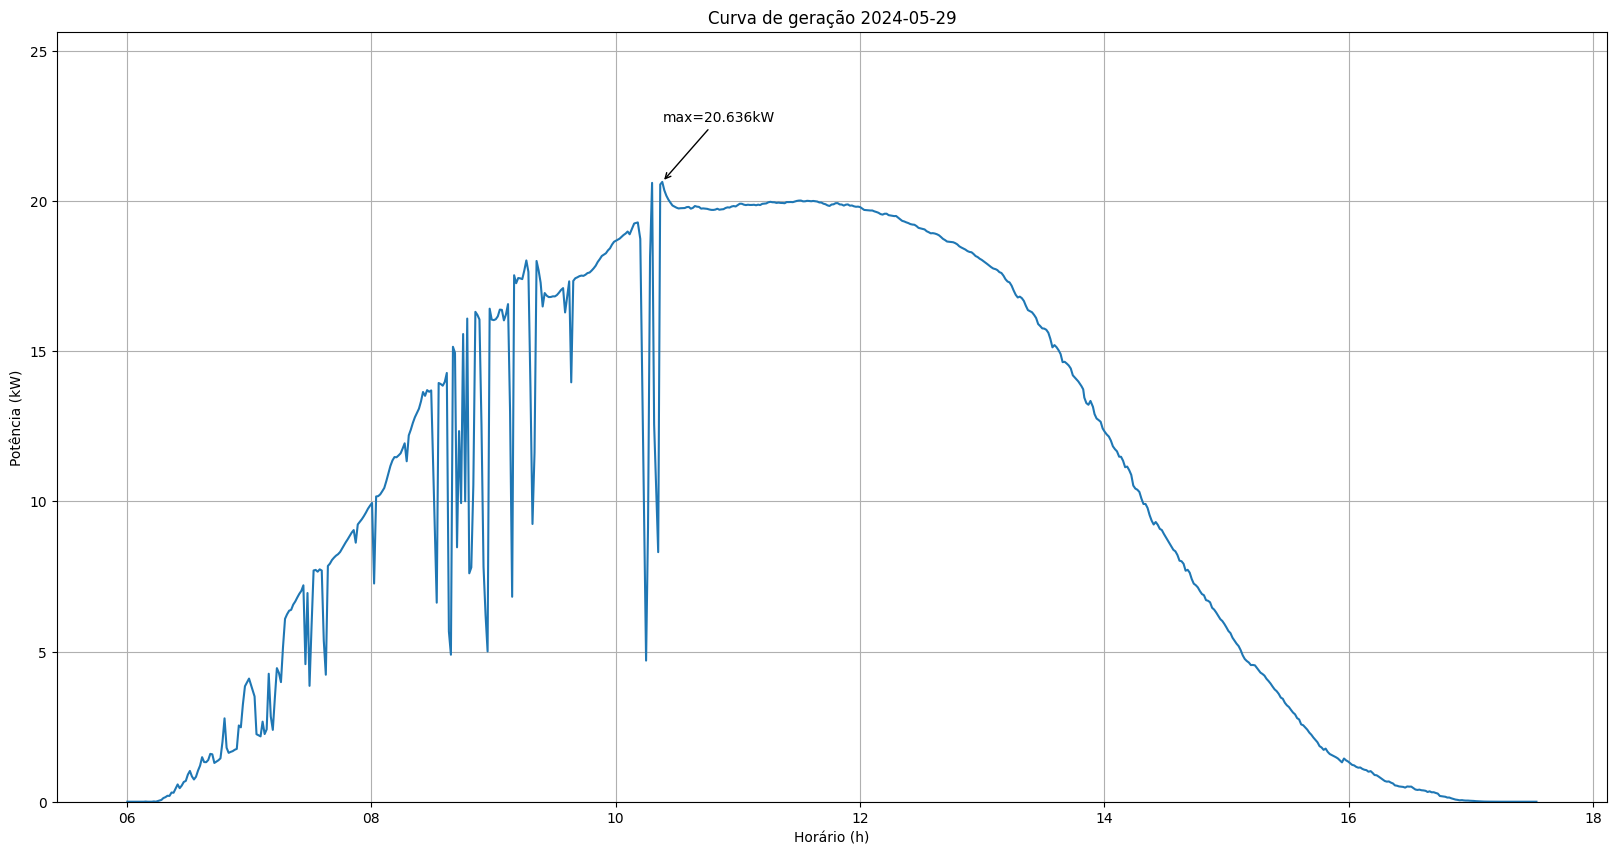 Curva de geração 2024-05-29
max=20.636kW
Potência (kW)
25
20
15
10
5
0
06 08 10 12 14 16 18
Horário (h)